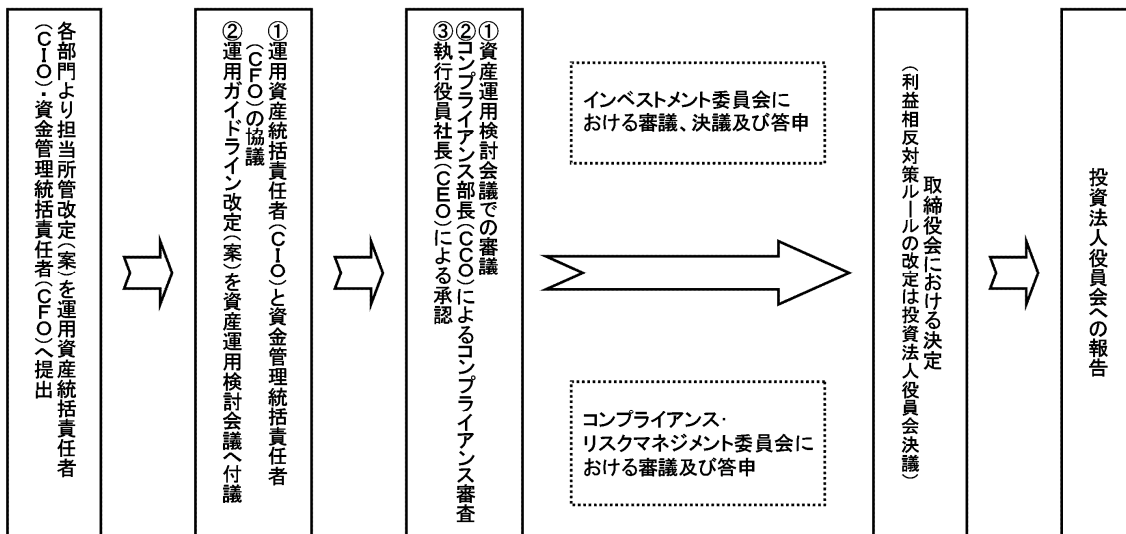 各部門より担当所管改定(案)を運用資産統括責任者
(CIO)・資金管理統括責任者(CFO)へ提出
①運用資産統括責任者(CIO)と資金管理統括責任者
(CFO)の協議
②運用ガイドライン改定(案)を資産運用検討会議へ付議
①資産運用検討会議での審議
②コンプライアンス部長(CCO)によるコンプライアンス審査
③執行役員社長(CEO)による承認
インベストメント委員会に
おける審議、決議及び答申
コンプライアンス・
リスクマネジメント委員会に
おける審議及び答申
取締役会における決定
(利益相反対策ルールの改定は投資法人役員会決議)
投資法人役員会への報告